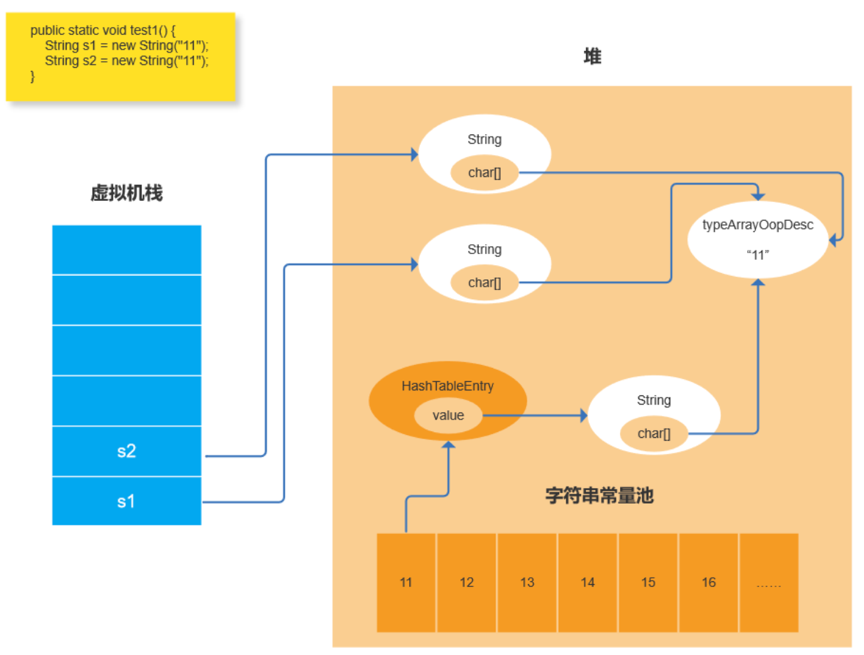 public static void test1() {
String s1 = new String("11");
String s2 = new String("11");
}
堆
String
char[]
虚拟机栈
typeArrayOopDesc
“11”
String
char[]
HashTableEntry
value
String
char[]
s2
s1
字符串常量池
11 12 13 14 15 16 ……